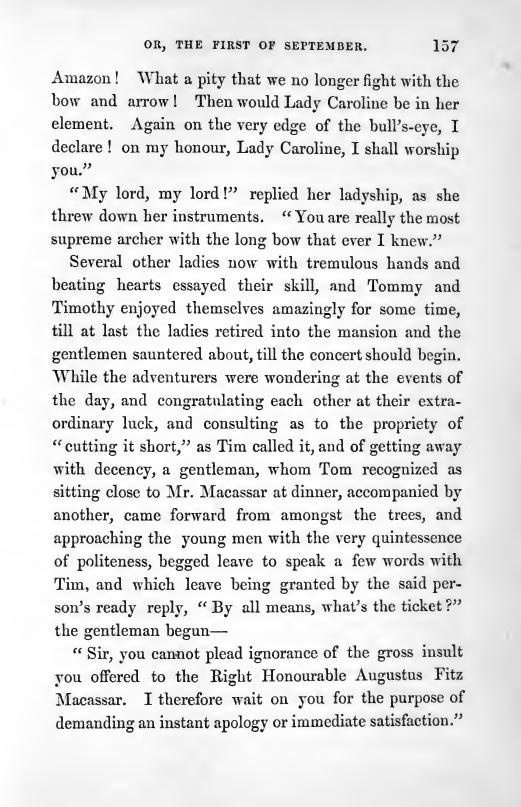 OR, THE FIRST OF SEPTEMBER. 157
Amazon! What a pity that we no longer fight with the
bow and arrow! Then would Lady Caroline be in her
element. Again on the very edge of the bull's-eye, I
declare! on my honour, Lady Caroline, I shall worship
you.”
“My lord, my lord!” replied her ladyship, as she
threw down her instruments. “You are really the most
supreme archer with the long bow that ever I knew.”
Several other ladies now with tremulous hands and
beating hearts essayed their skill, and Tommy and
Timothy enjoyed themselves amazingly for some time,
till at last the ladies retired into the mansion and the
gentlemen sauntered about, till the concert should begin.
While the adventurers were wondering at the events of
the day, and congratulating each other at their extra-
ordinary luck, and consulting as to the propriety of
“cutting it short,” as Tim called it, and of getting away
with decency, a gentleman, whom Tom recognized as
sitting close to Mr. Macassar at dinner, accompanied by
another, came forward from amongst the trees, and
approaching the young men with the very quintessence
of politeness, begged leave to speak a few words with
Tim, and which leave being granted by the said per-
son's ready reply, “By all means, what's the ticket?”
the gentleman begun—
“Sir, you cannot plead ignorance of the gross insult
you offered to the Right Honourable Augustus Fitz
Macassar. I therefore wait on you for the purpose of
demanding an instant apology or immediate satisfaction.”